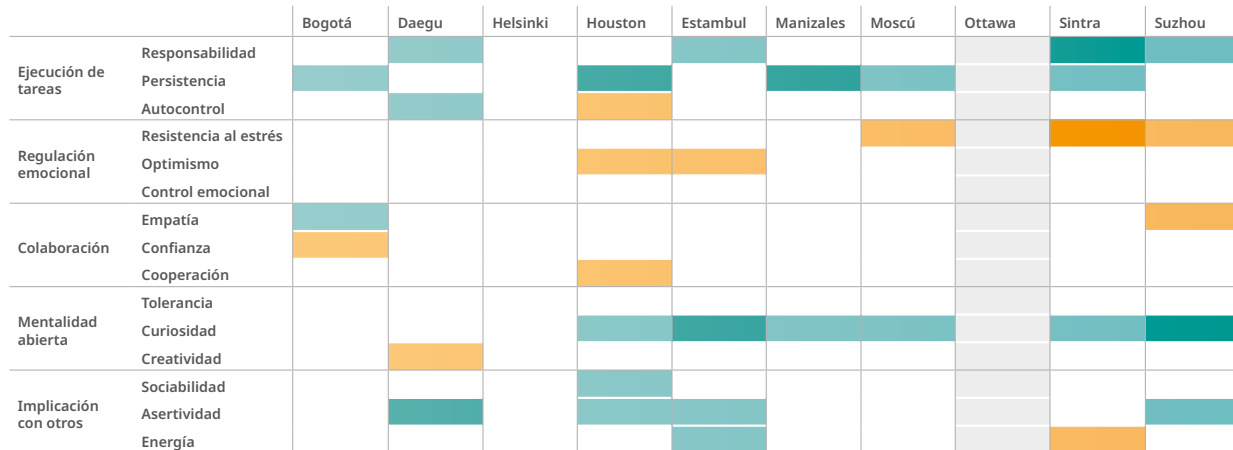 Bogotá Daegu Helsinki Houston Estambul Manizales Moscú Ottawa Sintra Suzhou
Ejecución de
tareas
Responsabilidad
Persistencia
Autocontrol
Regulación
emocional
Resistencia al estrés
Optimismo
Control emocional
Colaboración
Empatía
Confianza
Cooperación
Mentalidad
abierta
Tolerancia
Curiosidad
Creatividad
Implicación
con otros
Sociabilidad
Asertividad
Energía